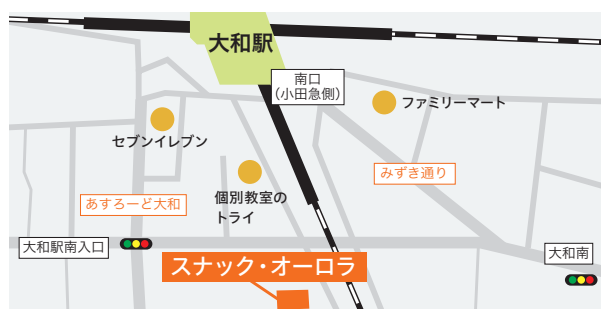 大和駅
南口
(小田急側)
ファミリーマート
セブンイレブン
みずき通り
個別教室の
トライ
あすろーど大和
大和駅南入口
大和南
スナック・オーロラ